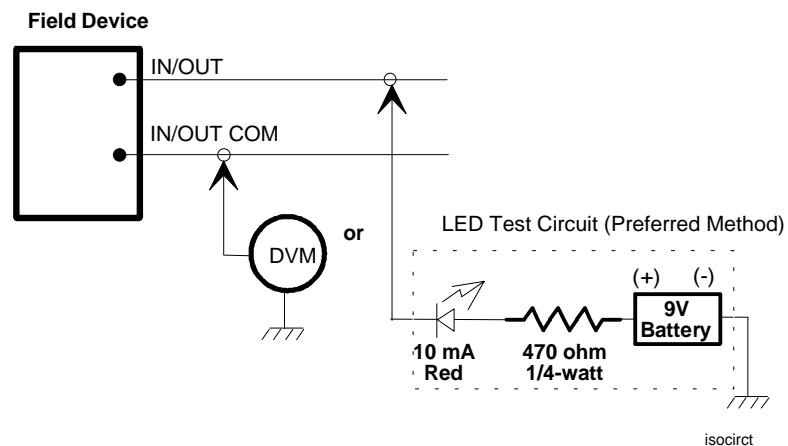 Field Device
IN/OUT
IN/OUT COM
DVM
or
LED Test Circuit (Preferred Method)
(+) (-)
9V
Battery
10 mA
Red
470 ohm
1/4-watt
isocirct